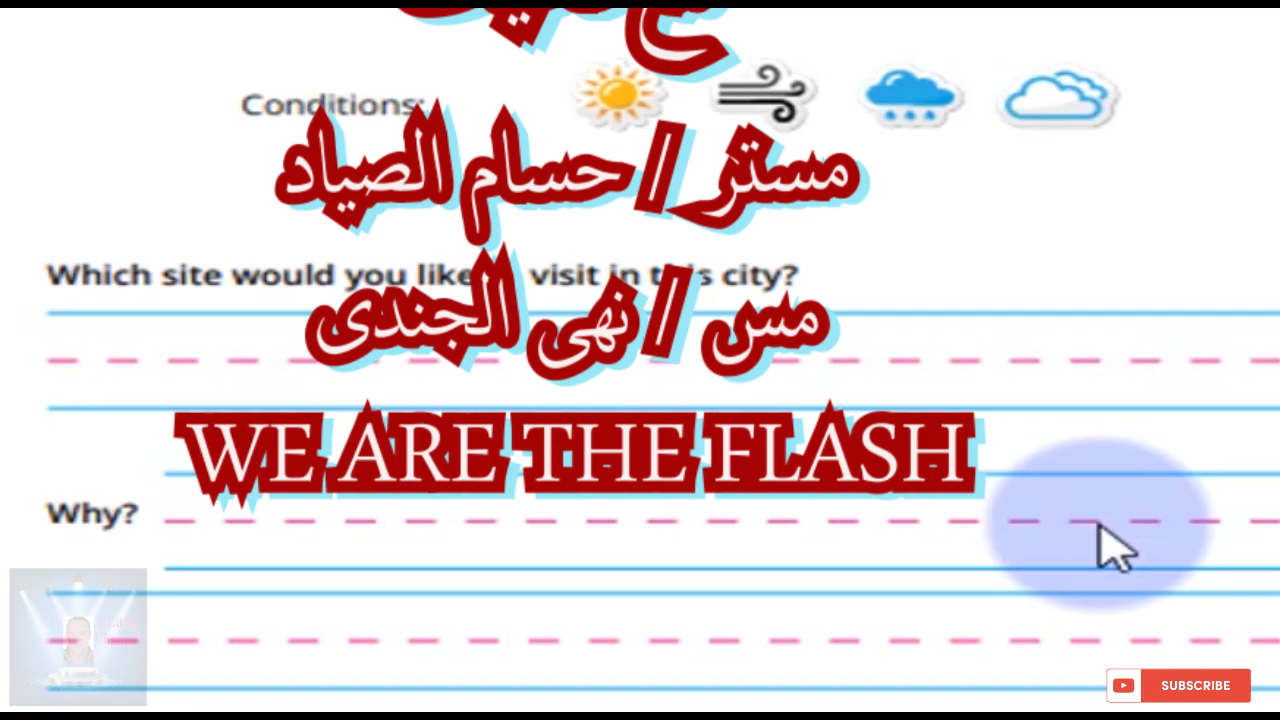 Conditions:
مستر / حسام الصياد
Which site would you like visit in this city?
مس / نهى الجندى
WE ARE THE FLASH
Why?
SUBSCRIBE